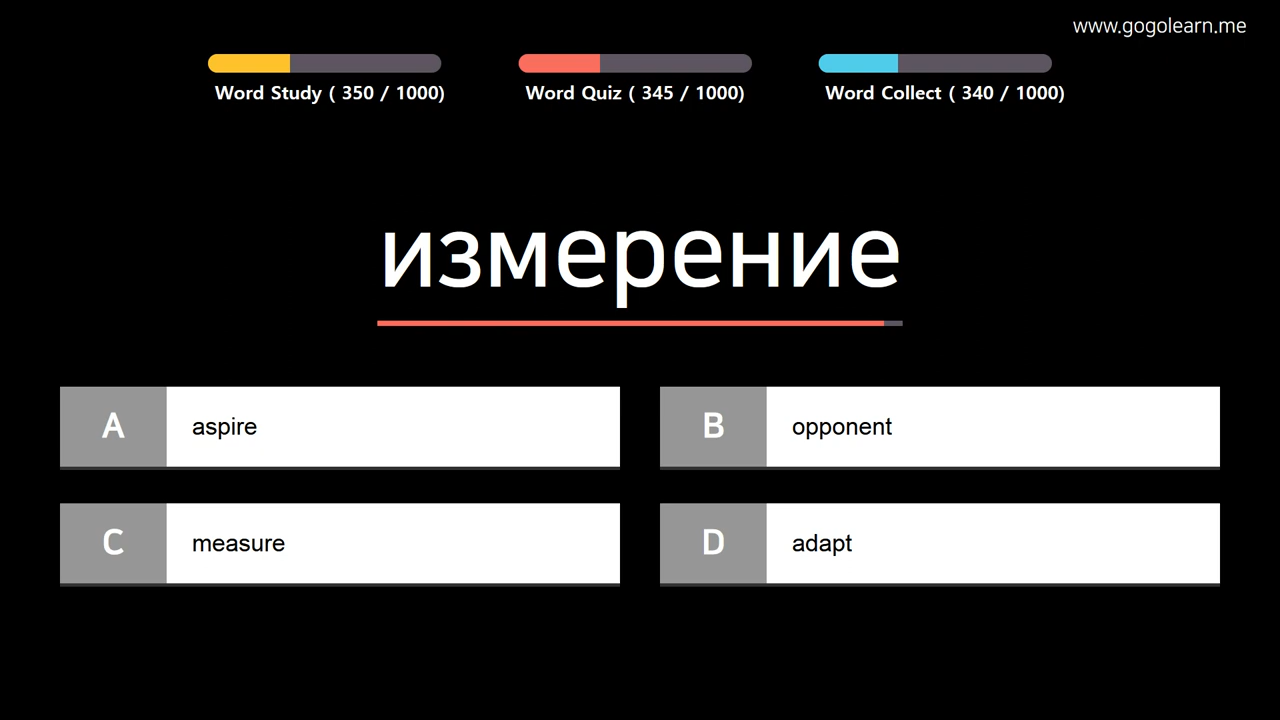 www.gogolearn.me
Word Study ( 350 / 1000)
Word Quiz ( 345 / 1000)
Word Collect ( 340 / 1000)
измерение
A aspire
B opponent
C measure
D adapt